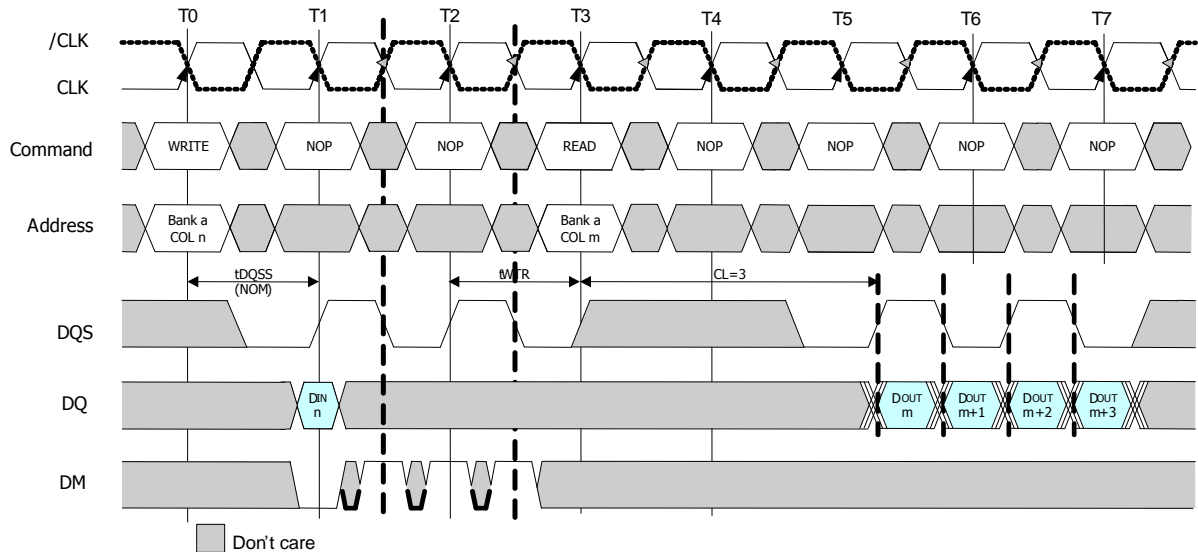 T0 T1 T2 T3 T4 T5 T6 T7
/CLK
CLK
Command WRITE NOP NOP READ NOP NOP NOP NOP
Address Bank a COL n Bank a COL m
tDQSS (NOM) tWTR CL=3
DQS
DQ DIN n DOUT m DOUT m+1 DOUT m+2 DOUT m+3
DM
Don't care